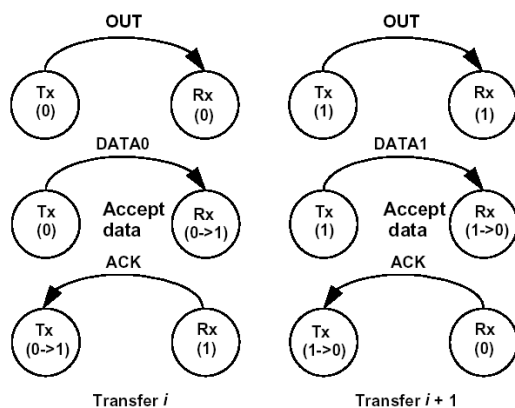 OUT
OUT
Tx
(0)
Rx
(0)
Tx
(1)
Rx
(1)
DATA0
DATA1
Tx
(0)
Accept
data
Rx
(0->1)
Tx
(1)
Accept
data
Rx
(1->0)
ACK
ACK
Tx
(0->1)
Rx
(1)
Tx
(1->0)
Rx
(0)
Transfer i
Transfer i + 1